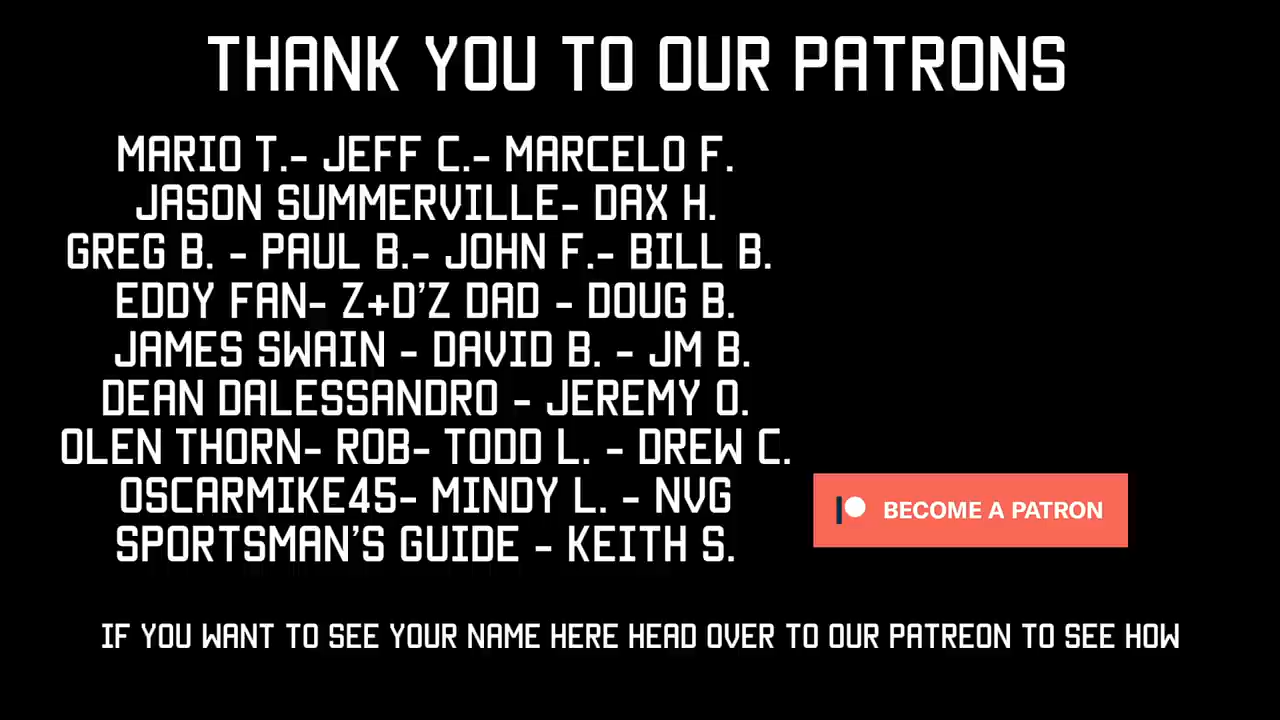 THANK YOU TO OUR PATRONS
MARIO T.- JEFF C.- MARCELO F.
JASON SUMMERVILLE- DAX H.
GREG B. - PAUL B.- JOHN F.- BILL B.
EDDY FAN- Z+D'Z DAD - DOUG B.
JAMES SWAIN - DAVID B. - JM B.
DEAN DALESSANDRO - JEREMY O.
OLEN THORN- ROB- TODD L. - DREW C.
OSCARMIKE45- MINDY L. - NVG
SPORTSMAN'S GUIDE - KEITH S.
BECOME A PATRON
IF YOU WANT TO SEE YOUR NAME HERE HEAD OVER TO OUR PATREON TO SEE HOW